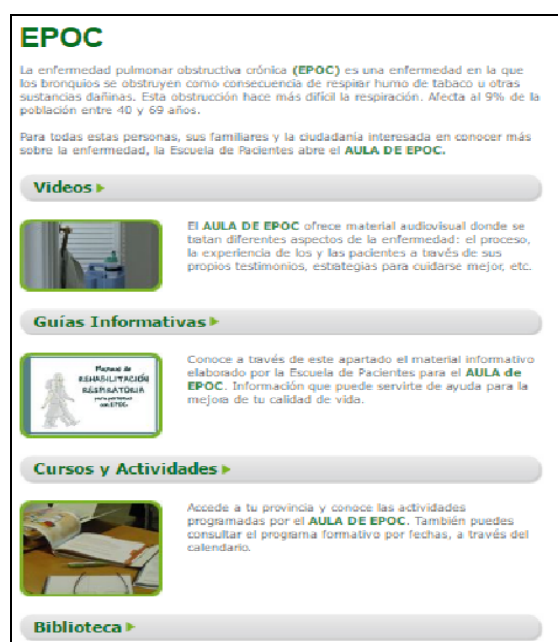 EPOC
La enfermedad pulmonar obstructiva crónica (EPOC) es una enfermedad en la que
los bronquios se obstruyen como consecuencia de respirar humo de tabaco u otras
sustancias dañinas. Esta obstrucción hace más difícil la respiración. Afecta al 9% de la
población entre 40 y 69 años.
Para todas estas personas, sus familiares y la ciudadanía interesada en conocer más
sobre la enfermedad, la Escuela de Pacientes abre el AULA DE EPOC.
Videos
El AULA DE EPOC ofrece material audiovisual donde se
tratan diferentes aspectos de la enfermedad: el proceso,
la experiencia de los y las pacientes a través de sus
propios testimonios, estrategias para cuidarse mejor, etc.
Guías Informativas
Manual de
REHABILITACIÓN
RESPIRATORIA
para personas
con EPOC
Conoce a través de este apartado el material informativo
elaborado por la Escuela de Pacientes para el AULA de
EPOC. Información que puede servirte de ayuda para la
mejora de tu calidad de vida.
Cursos y Actividades
Accede a tu provincia y conoce las actividades
programadas por el AULA DE EPOC. También puedes
consultar el programa formativo por fechas, a través del
calendario.
Biblioteca